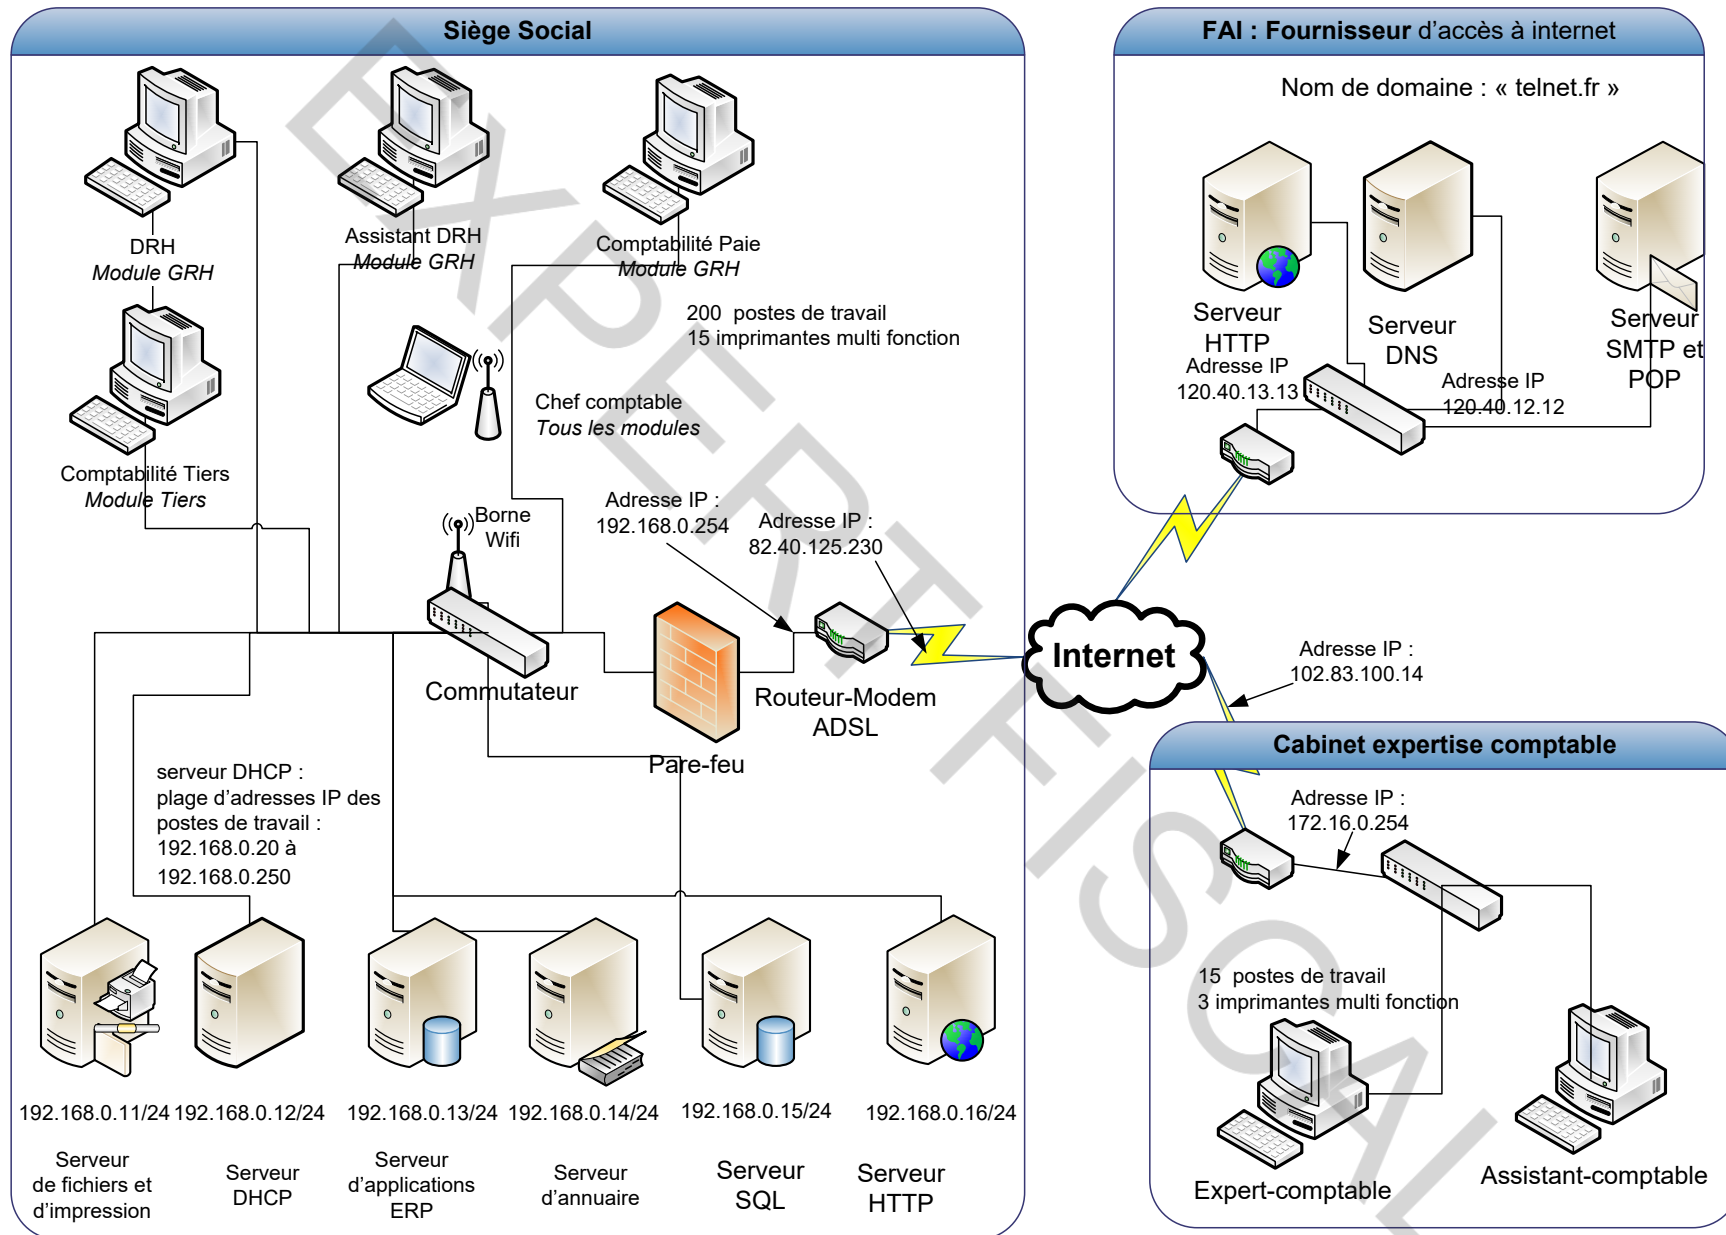 Siège Social
DRH
Module GRH
Assistant DRH
Module GRH
Comptabilité Paie
Module GRH
200 postes de travail
15 imprimantes multi fonction
Comptabilité Tiers
Module Tiers
Chef comptable
Tous les modules
Borne
Wifi
Adresse IP :
192.168.0.254
Adresse IP :
82.40.125.230
Commutateur
Pare-feu
Routeur-Modem
ADSL
serveur DHCP :
plage d'adresses IP des
postes de travail :
192.168.0.20 à
192.168.0.250
192.168.0.11/24
192.168.0.12/24
192.168.0.13/24
192.168.0.14/24
192.168.0.15/24
192.168.0.16/24
Serveur
de fichiers et
d'impression
Serveur
DHCP
Serveur
d'applications
ERP
Serveur
d'annuaire
Serveur
SQL
Serveur
HTTP
FAI : Fournisseur d'accès à internet
Nom de domaine : « telnet.fr »
Serveur
HTTP
Adresse IP
120.40.13.13
Serveur
DNS
Adresse IP
120.40.12.12
Serveur
SMTP et
POP
Internet
Adresse IP :
102.83.100.14
Cabinet expertise comptable
Adresse IP :
172.16.0.254
15 postes de travail
3 imprimantes multi fonction
Expert-comptable
Assistant-comptable
EXPERT FISCAL